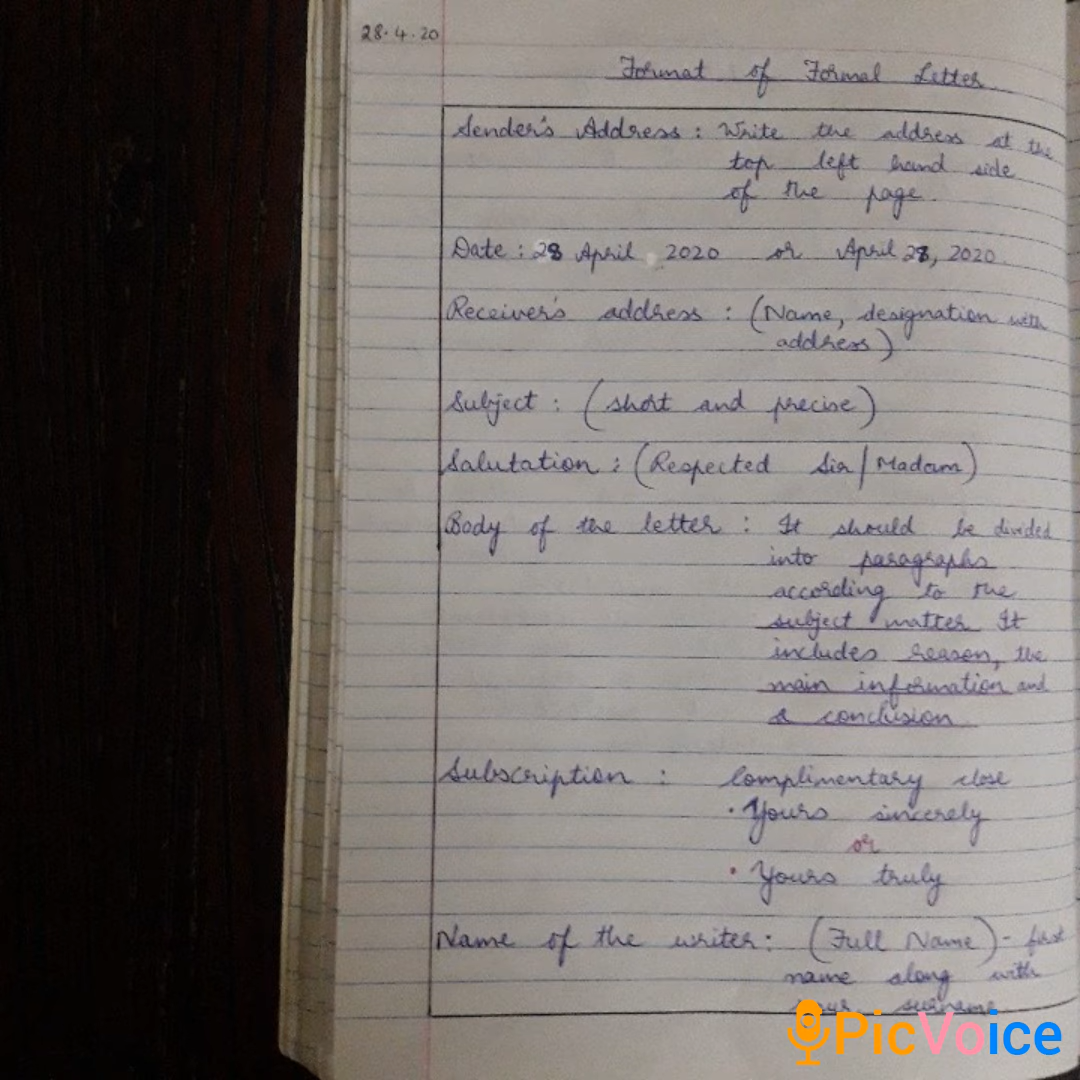 28.4.20
Format of Formal Letter
Sender's Address : Write the address at the
top left hand side
of the page.
Date : 28 April 2020 or April 28, 2020.
Receiver's address : (Name, designation with
address)
Subject : (short and precise)
Salutation : (Respected Sir/Madam)
Body of the letter : It should be divided
into paragraphs
according to the
subject matter It
includes reason, the
main information and
a conclusion
Subscription : Complimentary close
• Yours sincerely
or
• Yours truly
Name of the writer : (Full Name) - first
name along with
your surname
PicVoice